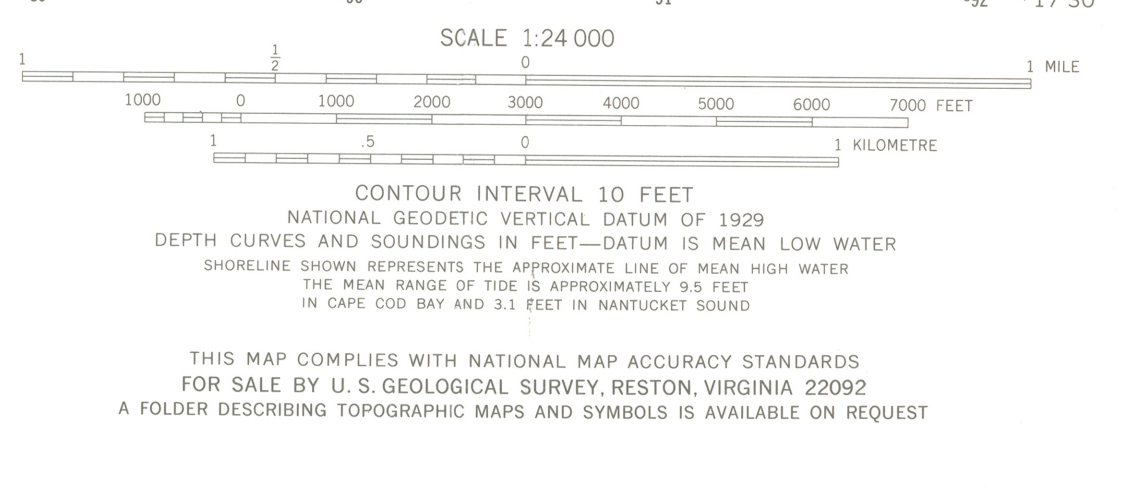 SCALE 1:24 000
1 1/2 0 1 MILE
1000 0 1000 2000 3000 4000 5000 6000 7000 FEET
1 .5 0 1 KILOMETRE
CONTOUR INTERVAL 10 FEET
NATIONAL GEODETIC VERTICAL DATUM OF 1929
DEPTH CURVES AND SOUNDINGS IN FEET—DATUM IS MEAN LOW WATER
SHORELINE SHOWN REPRESENTS THE APPROXIMATE LINE OF MEAN HIGH WATER
THE MEAN RANGE OF TIDE IS APPROXIMATELY 9.5 FEET
IN CAPE COD BAY AND 3.1 FEET IN NANTUCKET SOUND
THIS MAP COMPLIES WITH NATIONAL MAP ACCURACY STANDARDS
FOR SALE BY U. S. GEOLOGICAL SURVEY, RESTON, VIRGINIA 22092
A FOLDER DESCRIBING TOPOGRAPHIC MAPS AND SYMBOLS IS AVAILABLE ON REQUEST